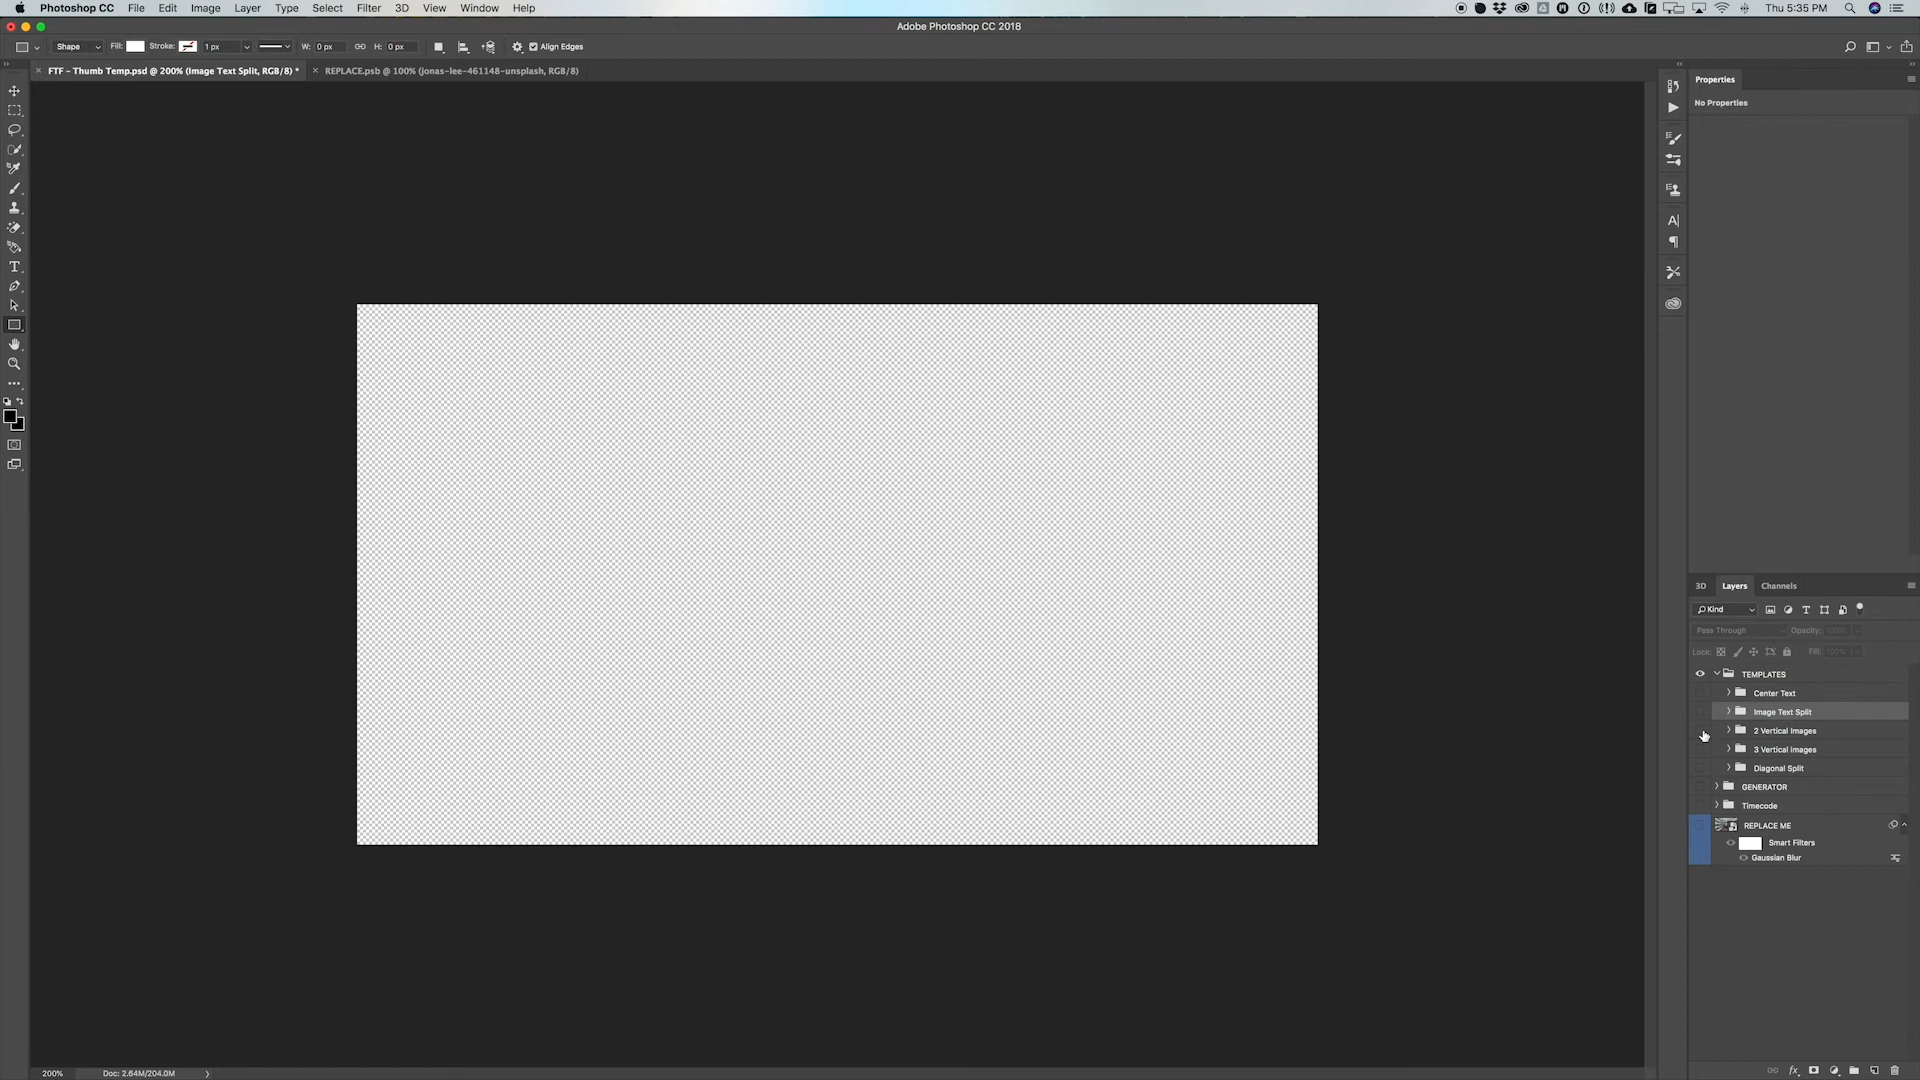 Photoshop CC File Edit Image Layer Type Select Filter 3D View Window Help Thu 5:35 PM
Adobe Photoshop CC 2018
Shape Fill: Stroke: 1 px W: 0 px H: 0 px Align Edges
FTF - Thumb Temp.psd @ 200% (Image Text Split, RGB/8) * REPLACE.psb @ 100% (jonas-lee-461148-unsplash, RGB/8)
Properties
No Properties
3D Layers Channels
Kind
Pass Through Opacity: 100%
Lock: Fill: 100%
TEMPLATES
Center Text
Image Text Split
2 Vertical Images
3 Vertical Images
Diagonal Split
GENERATOR
Timecode
REPLACE ME
Smart Filters
Gaussian Blur
200% Doc: 2.64M/204.0M